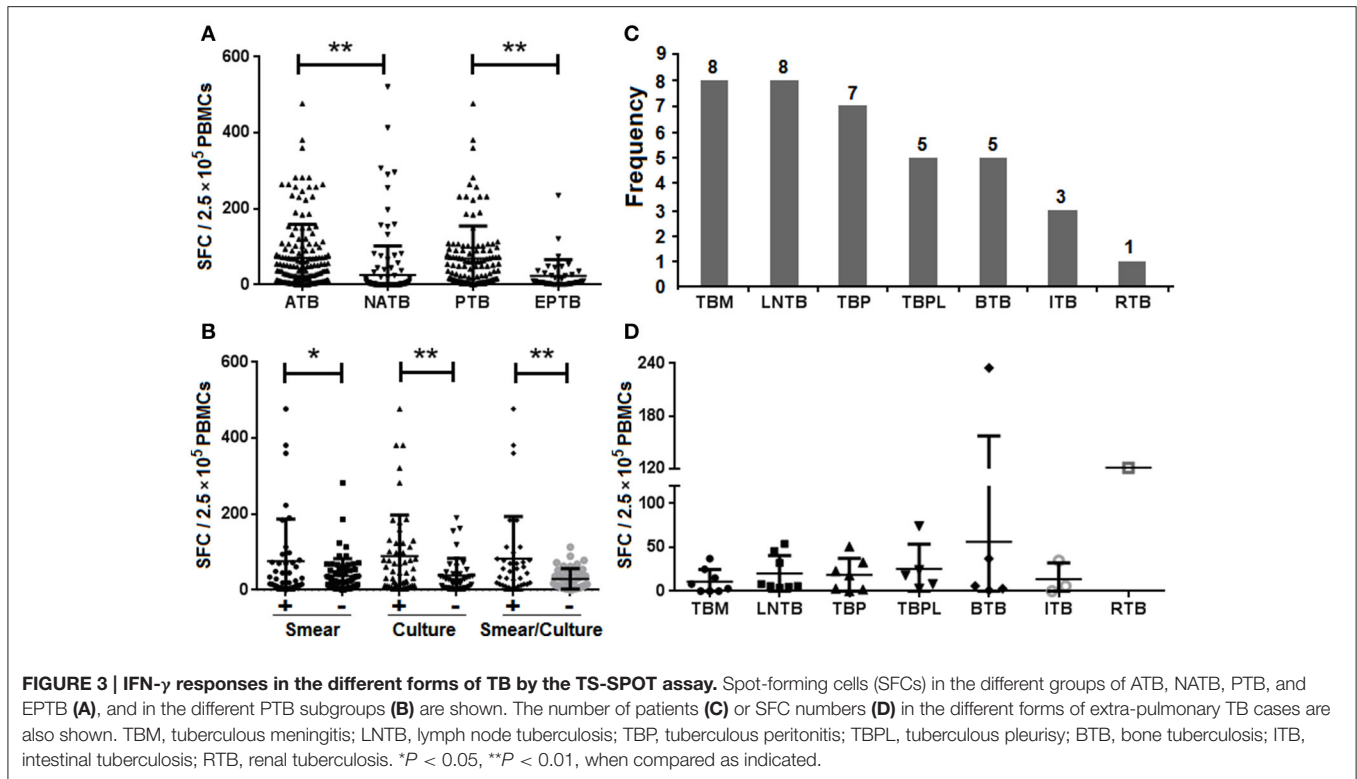 A
** **
600
400
200
0
SFC / 2.5 × 10⁵ PBMCs
ATB NATB PTB EPTB
C
9
8
7
6
5
4
3
2
1
0
Frequency
8 8 7 5 5 3 1
TBM LNTB TBP TBPL BTB ITB RTB
B
* ** **
600
400
200
0
SFC / 2.5 × 10⁵ PBMCs
+ - + - + -
Smear Culture Smear/Culture
D
240
180
120
100
50
0
SFC / 2.5 × 10⁵ PBMCs
TBM LNTB TBP TBPL BTB ITB RTB
FIGURE 3 | IFN-γ responses in the different forms of TB by the TS-SPOT assay. Spot-forming cells (SFCs) in the different groups of ATB, NATB, PTB, and
EPTB (A), and in the different PTB subgroups (B) are shown. The number of patients (C) or SFC numbers (D) in the different forms of extra-pulmonary TB cases are
also shown. TBM, tuberculous meningitis; LNTB, lymph node tuberculosis; TBP, tuberculous peritonitis; TBPL, tuberculous pleurisy; BTB, bone tuberculosis; ITB,
intestinal tuberculosis; RTB, renal tuberculosis. *P < 0.05, **P < 0.01, when compared as indicated.